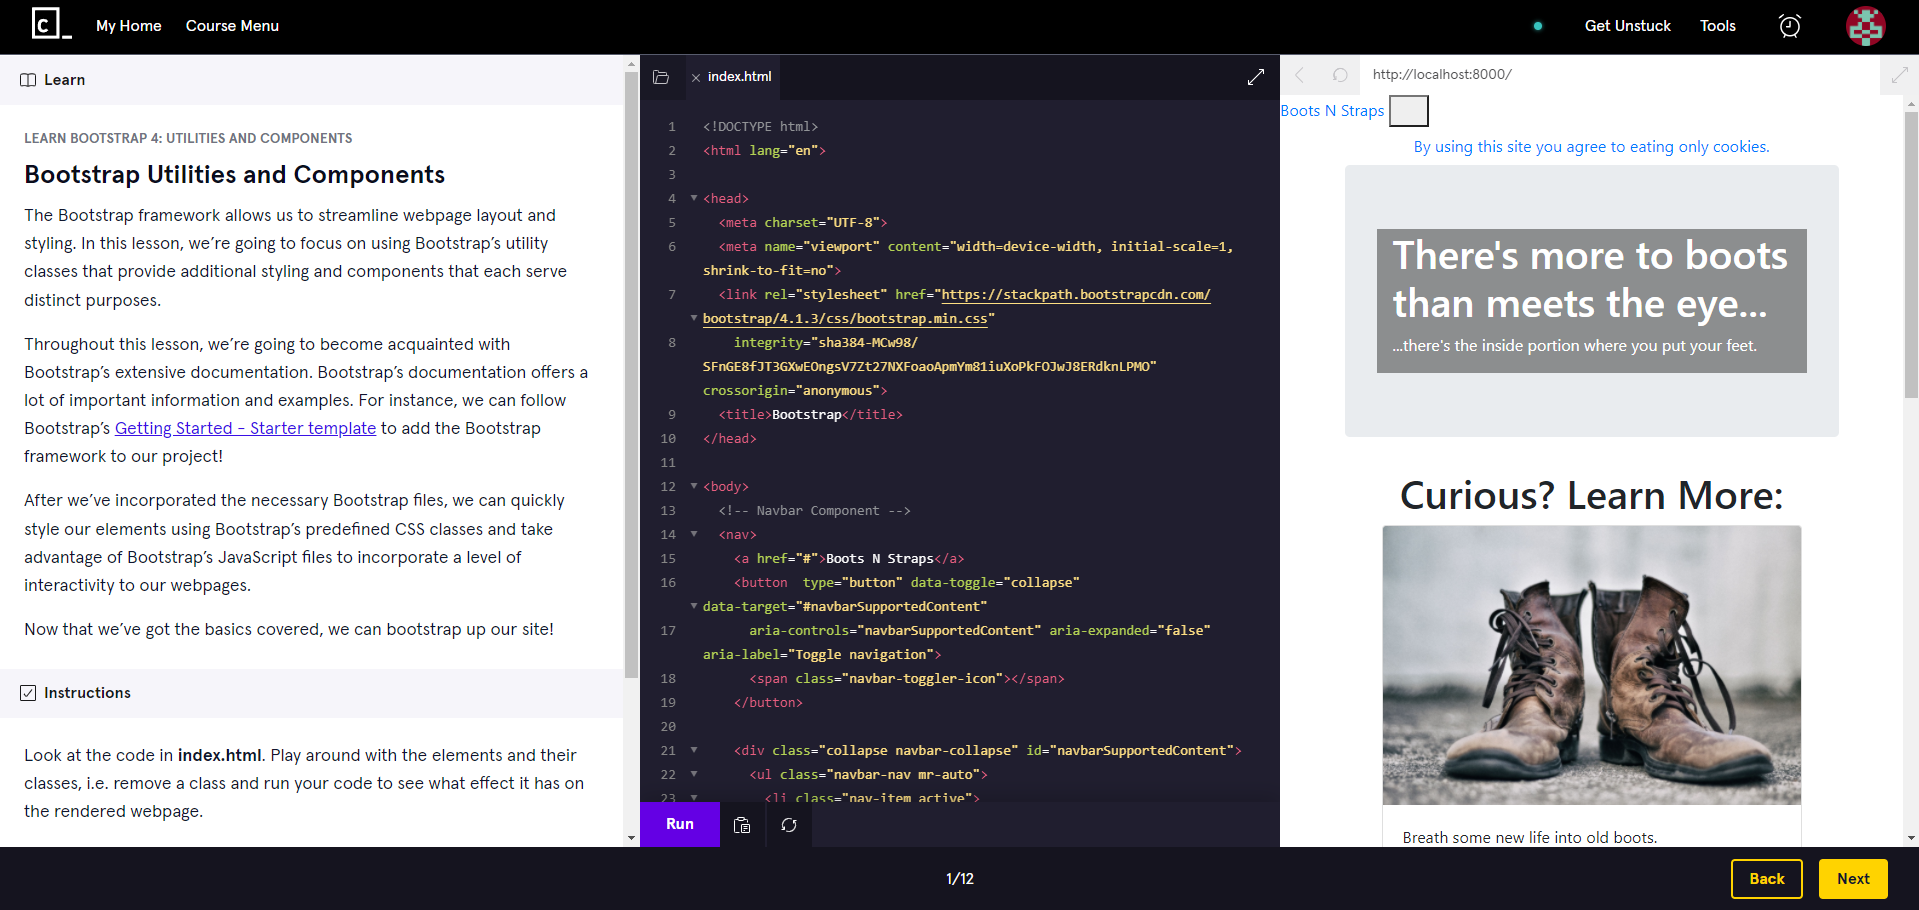 My Home
Course Menu
Get Unstuck
Tools
Learn
LEARN BOOTSTRAP 4: UTILITIES AND COMPONENTS
Bootstrap Utilities and Components
The Bootstrap framework allows us to streamline webpage layout and
styling. In this lesson, we’re going to focus on using Bootstrap’s utility
classes that provide additional styling and components that each serve
distinct purposes.
Throughout this lesson, we’re going to become acquainted with
Bootstrap’s extensive documentation. Bootstrap’s documentation offers a
lot of important information and examples. For instance, we can follow
Bootstrap’s Getting Started - Starter template to add the Bootstrap
framework to our project!
After we’ve incorporated the necessary Bootstrap files, we can quickly
style our elements using Bootstrap’s predefined CSS classes and take
advantage of Bootstrap’s JavaScript files to incorporate a level of
interactivity to our webpages.
Now that we’ve got the basics covered, we can bootstrap up our site!
Instructions
Look at the code in index.html. Play around with the elements and their
classes, i.e. remove a class and run your code to see what effect it has on
the rendered webpage.
index.html
1 <!DOCTYPE html>
2 <html lang="en">
3
4 <head>
5 <meta charset="UTF-8">
6 <meta name="viewport" content="width=device-width, initial-scale=1,
shrink-to-fit=no">
7 <link rel="stylesheet" href="https://stackpath.bootstrapcdn.com/
bootstrap/4.1.3/css/bootstrap.min.css"
8 integrity="sha384-MCw98/
SFnGE8fJT3GXwEOngsV7Zt27NXFoaoApmYm81iuXoPkFOJwJ8ERdknLPMO"
crossorigin="anonymous">
9 <title>Bootstrap</title>
10 </head>
11
12 <body>
13 <!-- Navbar Component -->
14 <nav>
15 <a href="#">Boots N Straps</a>
16 <button type="button" data-toggle="collapse"
data-target="#navbarSupportedContent"
17 aria-controls="navbarSupportedContent" aria-expanded="false"
aria-label="Toggle navigation">
18 <span class="navbar-toggler-icon"></span>
19 </button>
20
21 <div class="collapse navbar-collapse" id="navbarSupportedContent">
22 <ul class="navbar-nav mr-auto">
23 <li class="nav-item active">
Run
http://localhost:8000/
Boots N Straps
By using this site you agree to eating only cookies.
There's more to boots
than meets the eye...
...there's the inside portion where you put your feet.
Curious? Learn More:
Breath some new life into old boots.
1/12
Back
Next